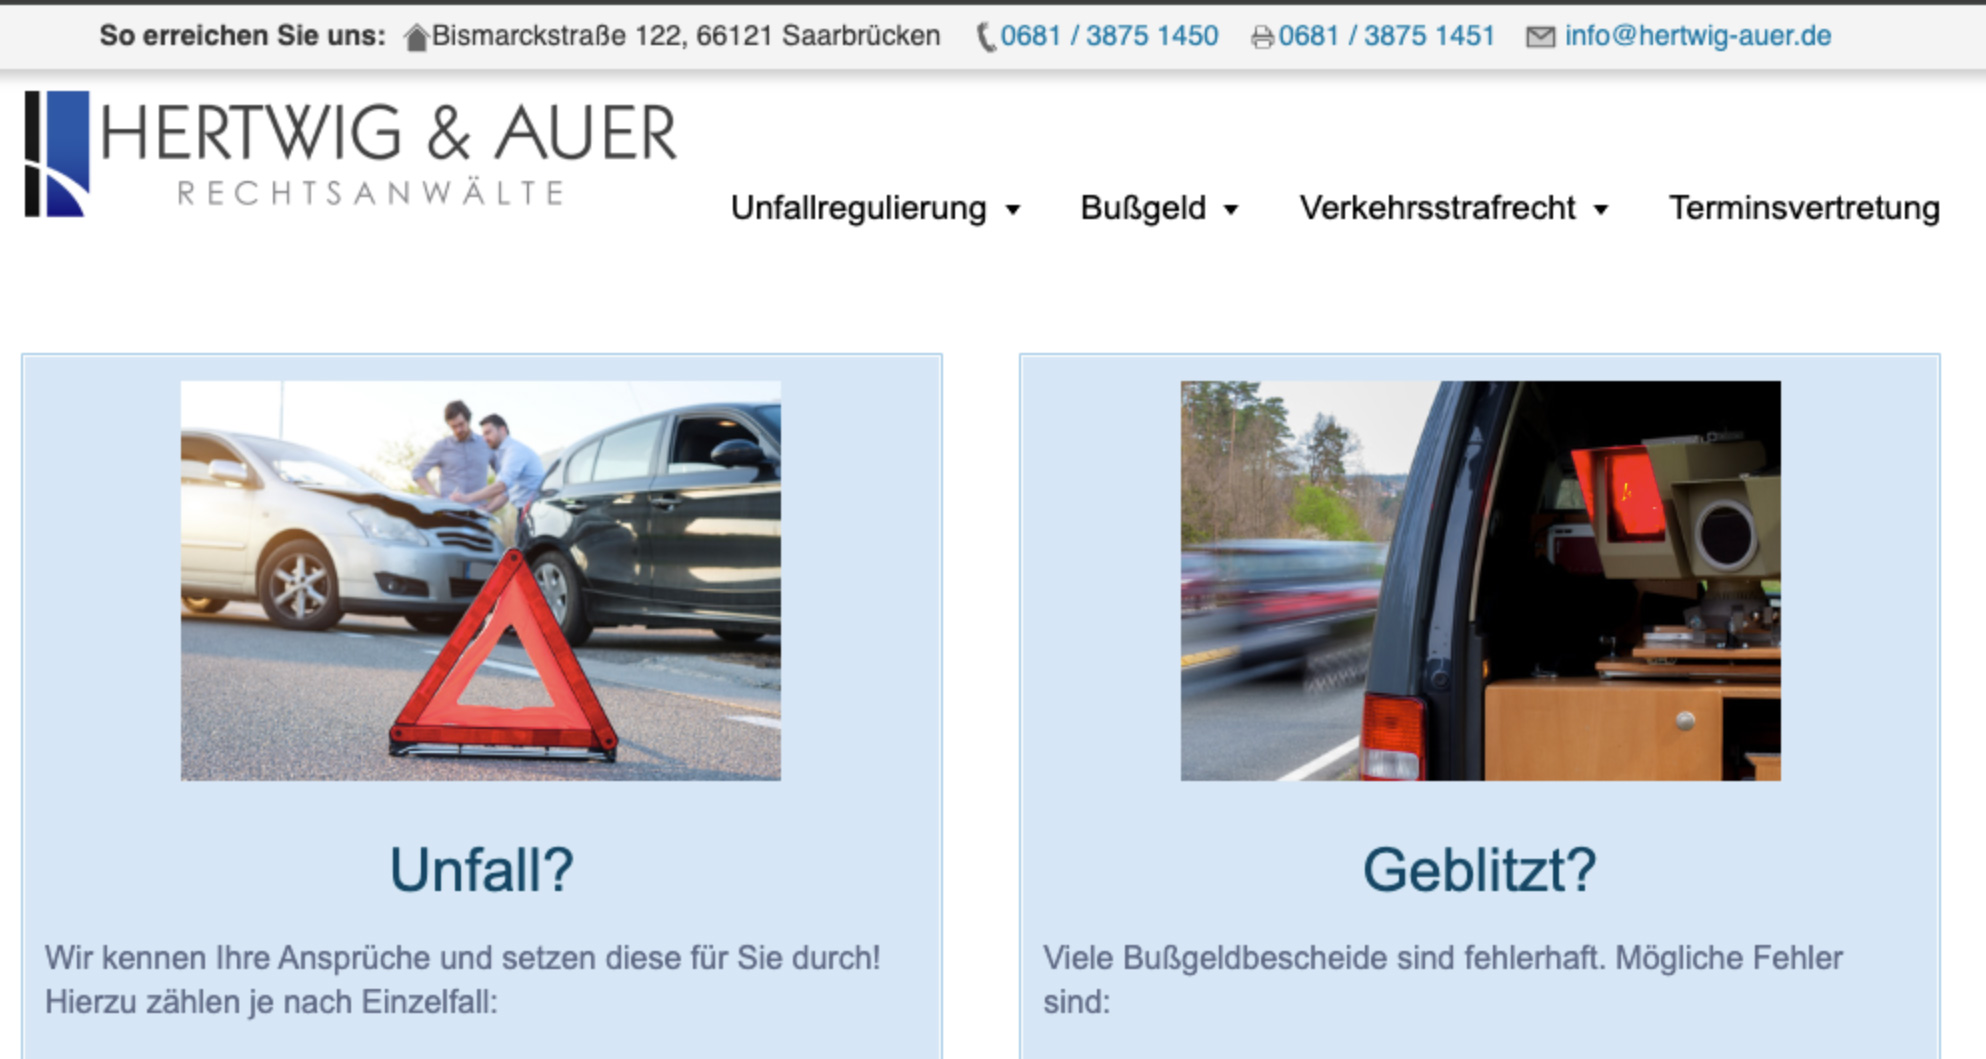 So erreichen Sie uns: Bismarckstraße 122, 66121 Saarbrücken 0681 / 3875 1450 0681 / 3875 1451 info@hertwig-auer.de
HERTWIG & AUER
RECHTSANWÄLTE
Unfallregulierung Bußgeld Verkehrsstrafrecht Terminsvertretung
Unfall?
Wir kennen Ihre Ansprüche und setzen diese für Sie durch!
Hierzu zählen je nach Einzelfall:
Geblitzt?
Viele Bußgeldbescheide sind fehlerhaft. Mögliche Fehler
sind: